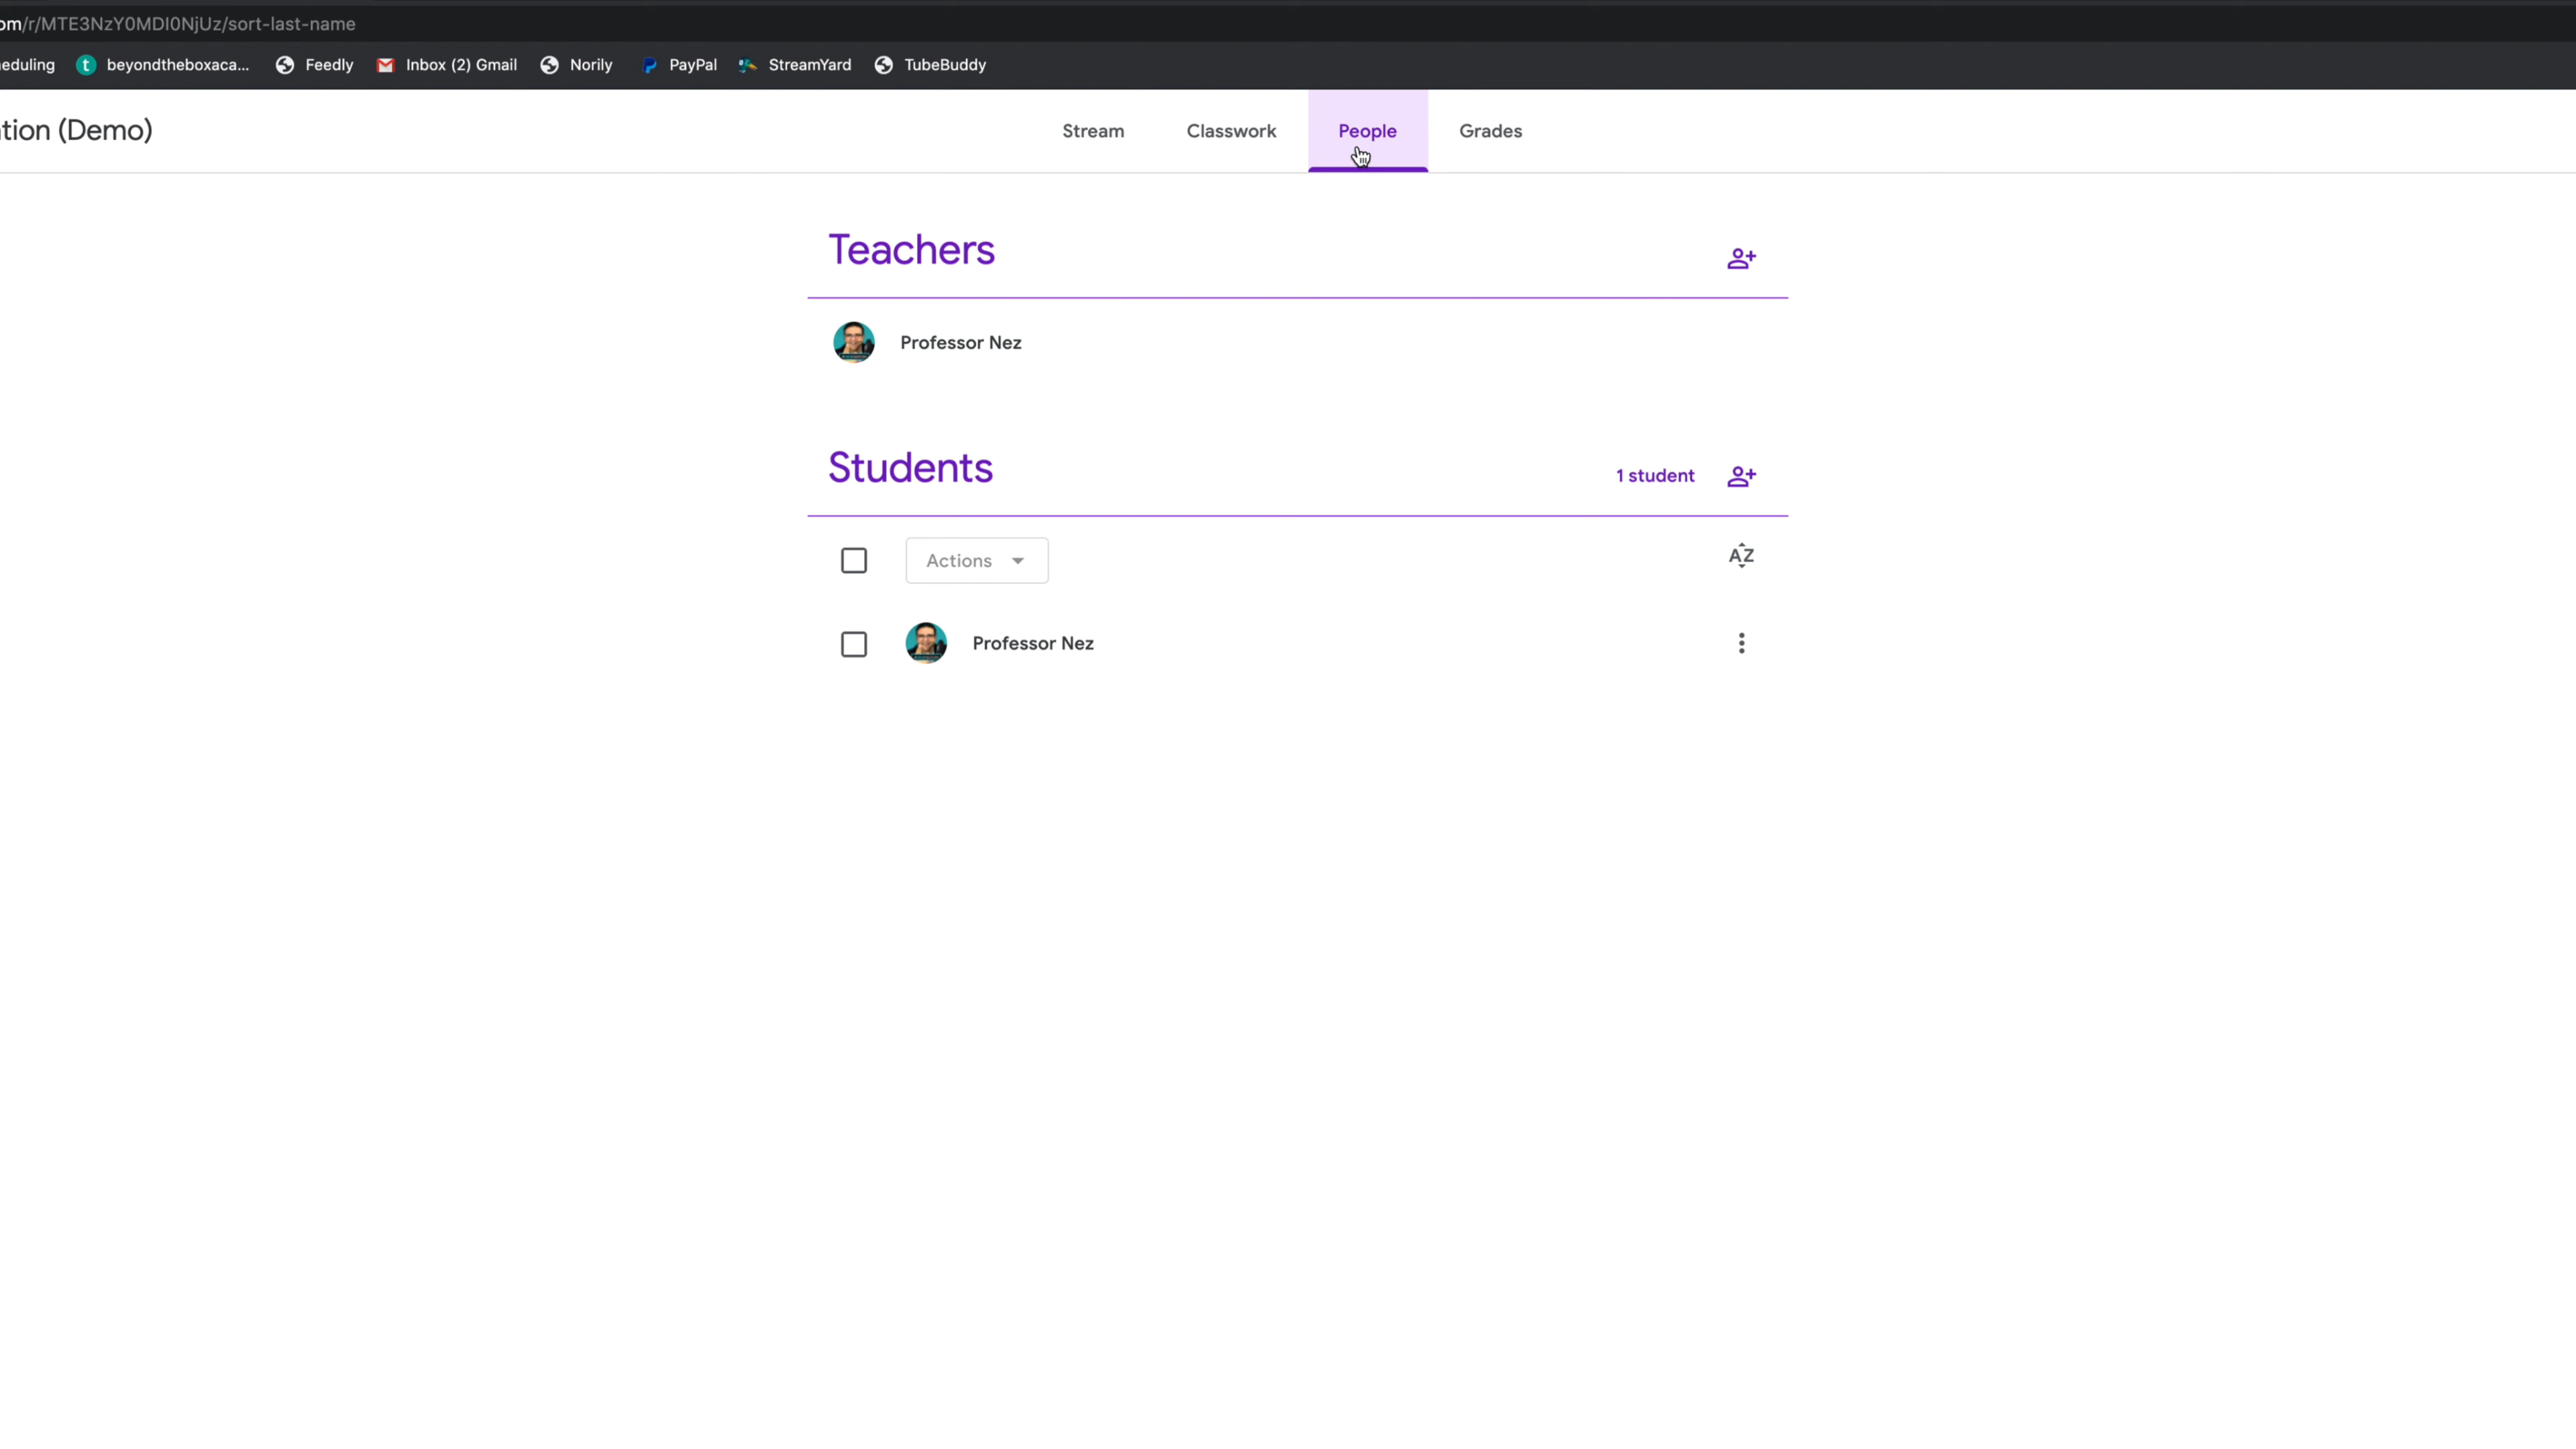 om/r/MTE3NzY0MDI0NjUz/sort-last-name
eduling beyondtheboxaca... Feedly Inbox (2) Gmail Norily PayPal StreamYard TubeBuddy
tion (Demo) Stream Classwork People Grades
Teachers
Professor Nez
Students 1 student
Actions AZ
Professor Nez